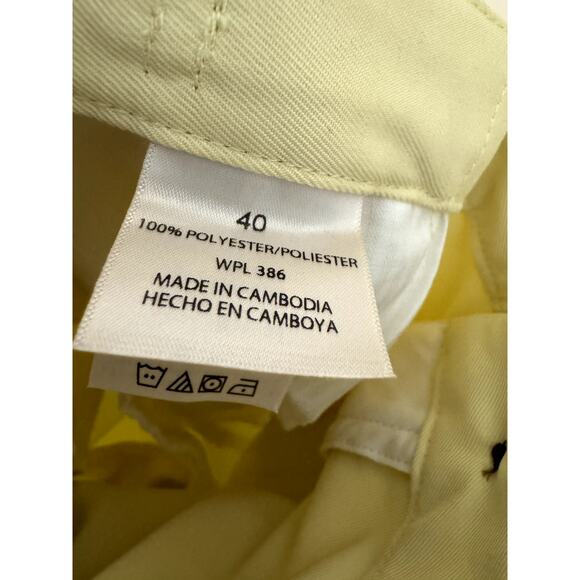 40
100% POLYESTER/POLIESTER
WPL 386
MADE IN CAMBODIA
HECHO EN CAMBOYA